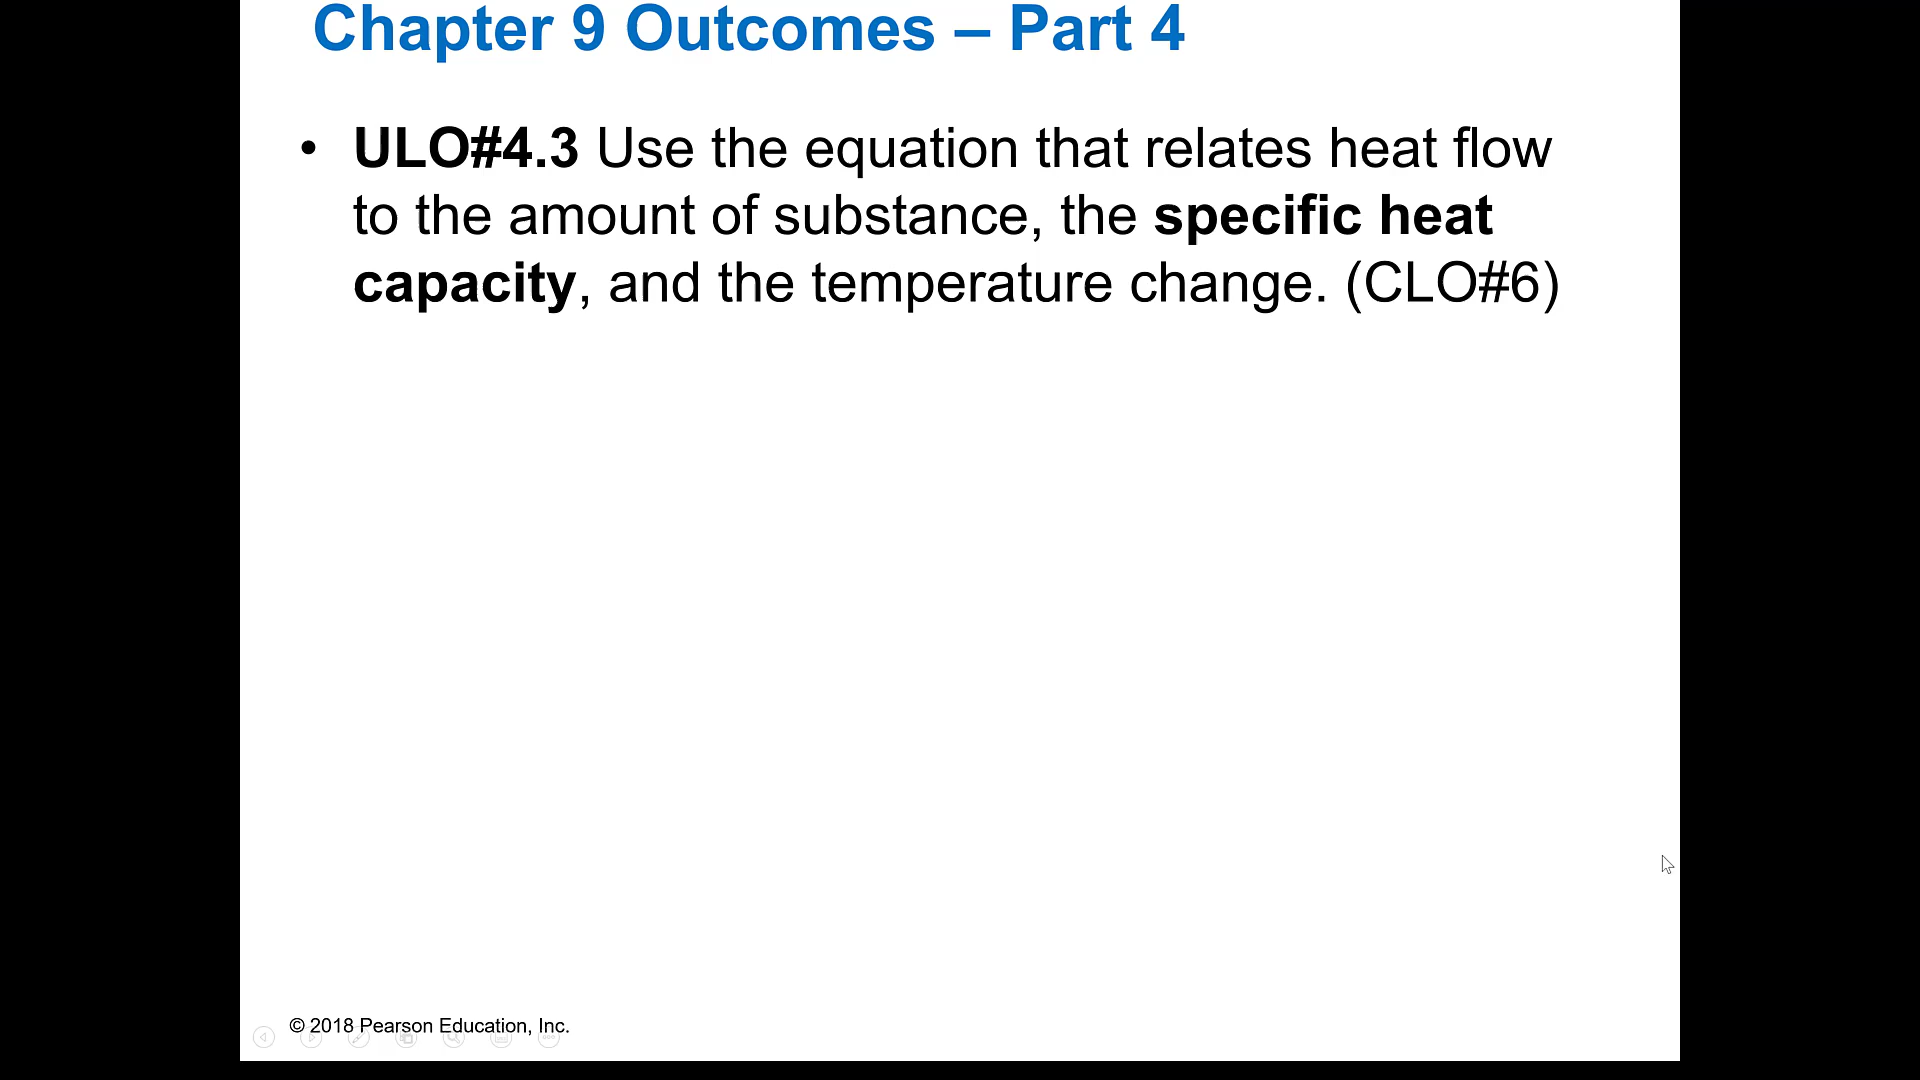 Chapter 9 Outcomes – Part 4
• ULO#4.3 Use the equation that relates heat flow
to the amount of substance, the specific heat
capacity, and the temperature change. (CLO#6)
© 2018 Pearson Education, Inc.